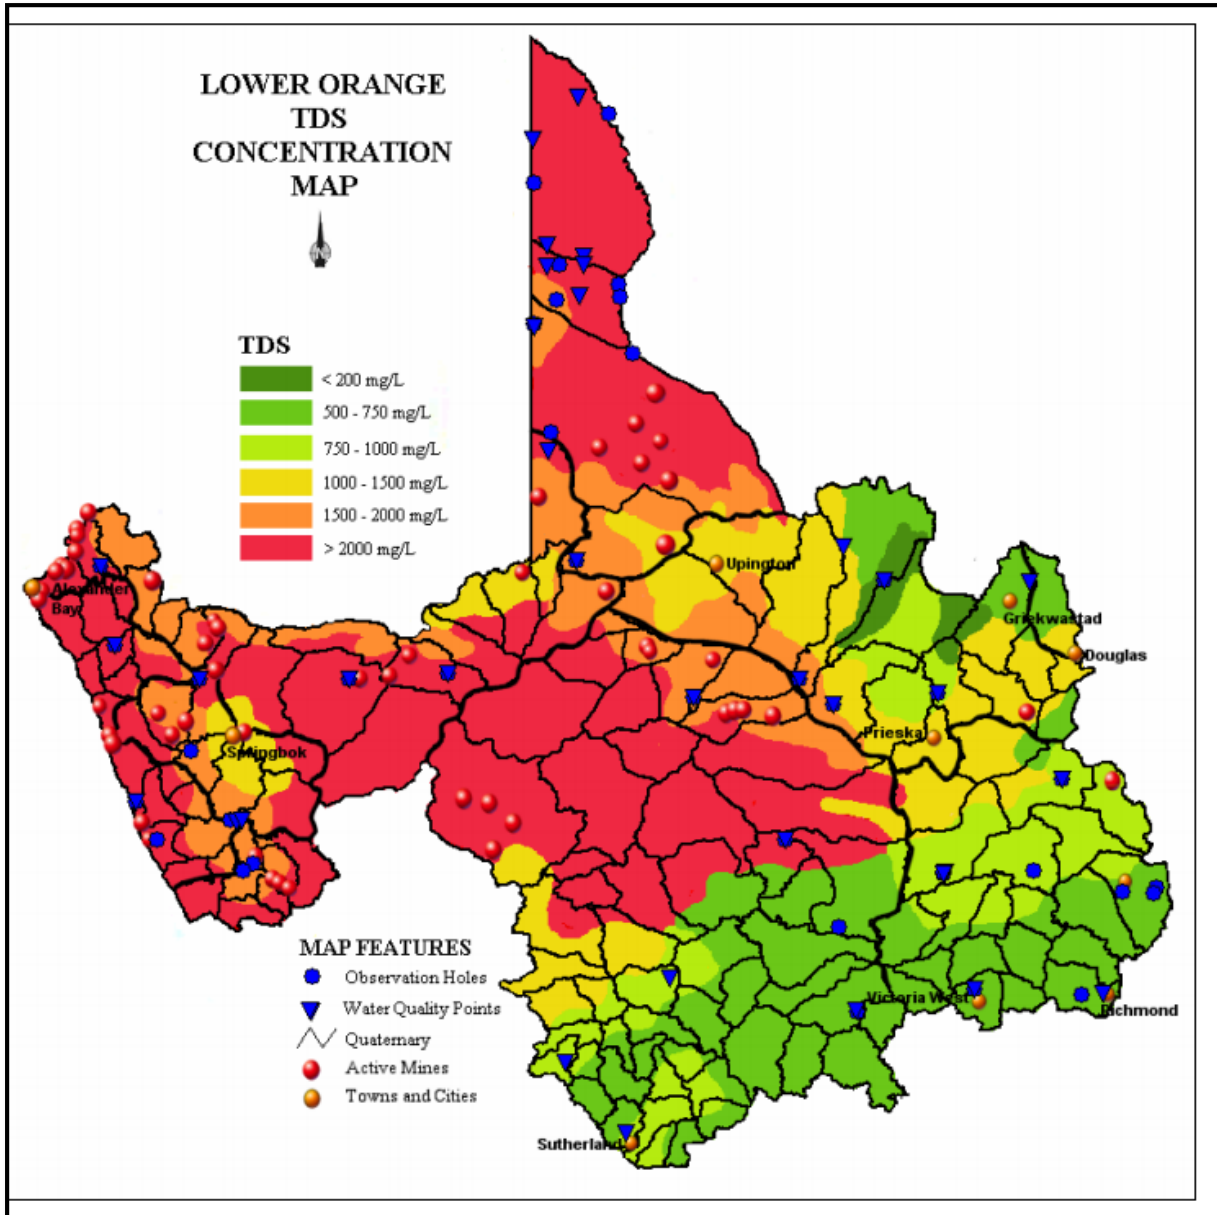 LOWER ORANGE
TDS
CONCENTRATION
MAP
N
TDS
< 200 mg/L
500 - 750 mg/L
750 - 1000 mg/L
1000 - 1500 mg/L
1500 - 2000 mg/L
> 2000 mg/L
Upington
Alexander
Bay
Griekwastad
Douglas
Prieska
Springbok
MAP FEATURES
Observation Holes
Water Quality Points
Quaternary
Active Mines
Towns and Cities
Victoria West
Richmond
Sutherland